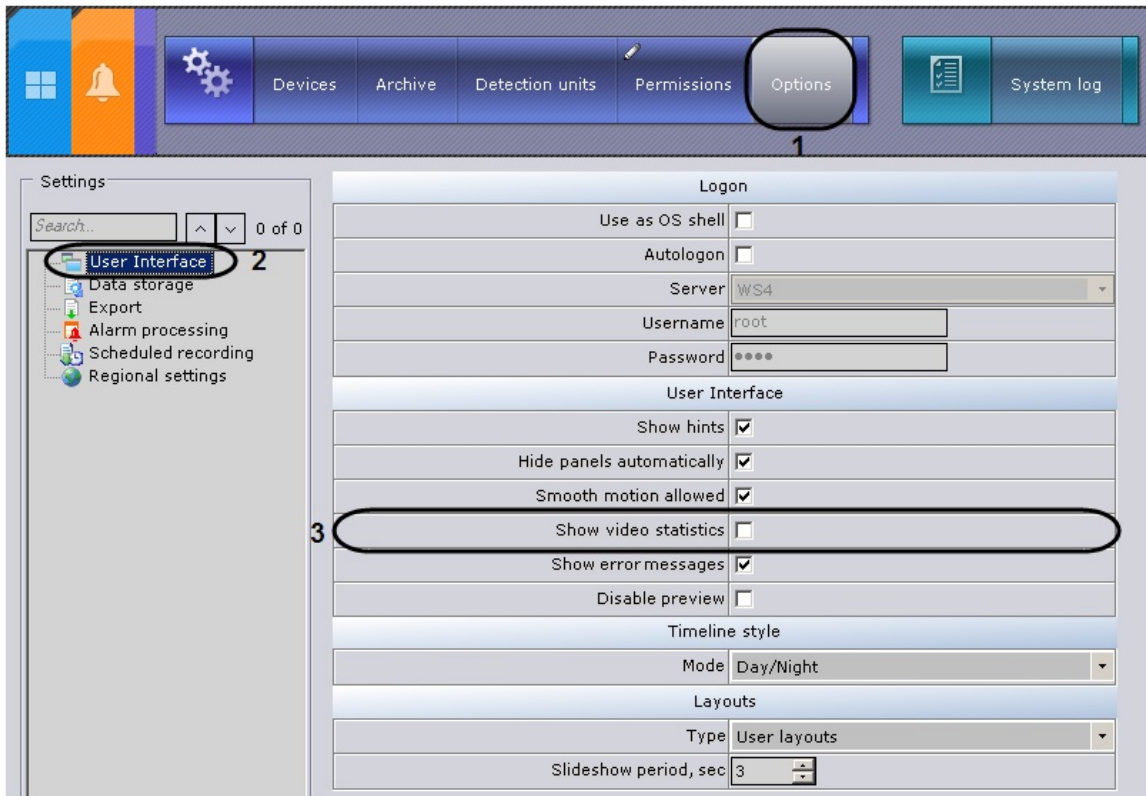 Devices Archive Detection units Permissions Options System log
1
Settings
Search... 0 of 0
User Interface 2
Data storage
Export
Alarm processing
Scheduled recording
Regional settings
Logon
Use as OS shell
Autologon
Server WS4
Username root
Password ••••
User Interface
Show hints
Hide panels automatically
Smooth motion allowed
3 Show video statistics
Show error messages
Disable preview
Timeline style
Mode Day/Night
Layouts
Type User layouts
Slideshow period, sec 3